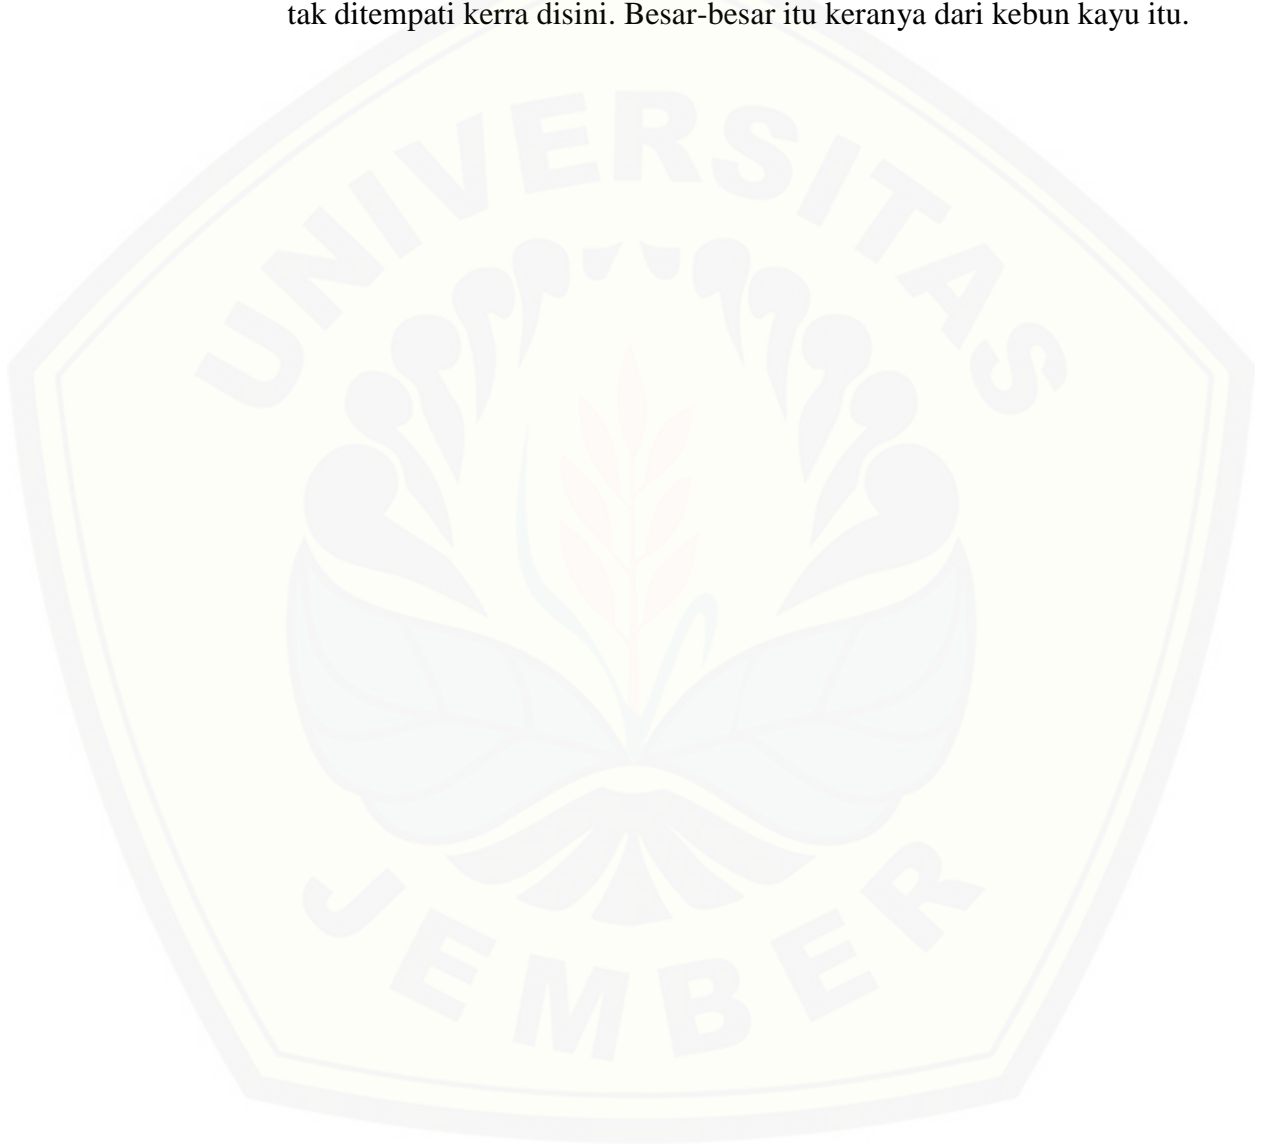 tak ditempati kerra disini. Besar-besar itu keranya dari kebun kayu itu.
UNIVERSITAS
JEMBER